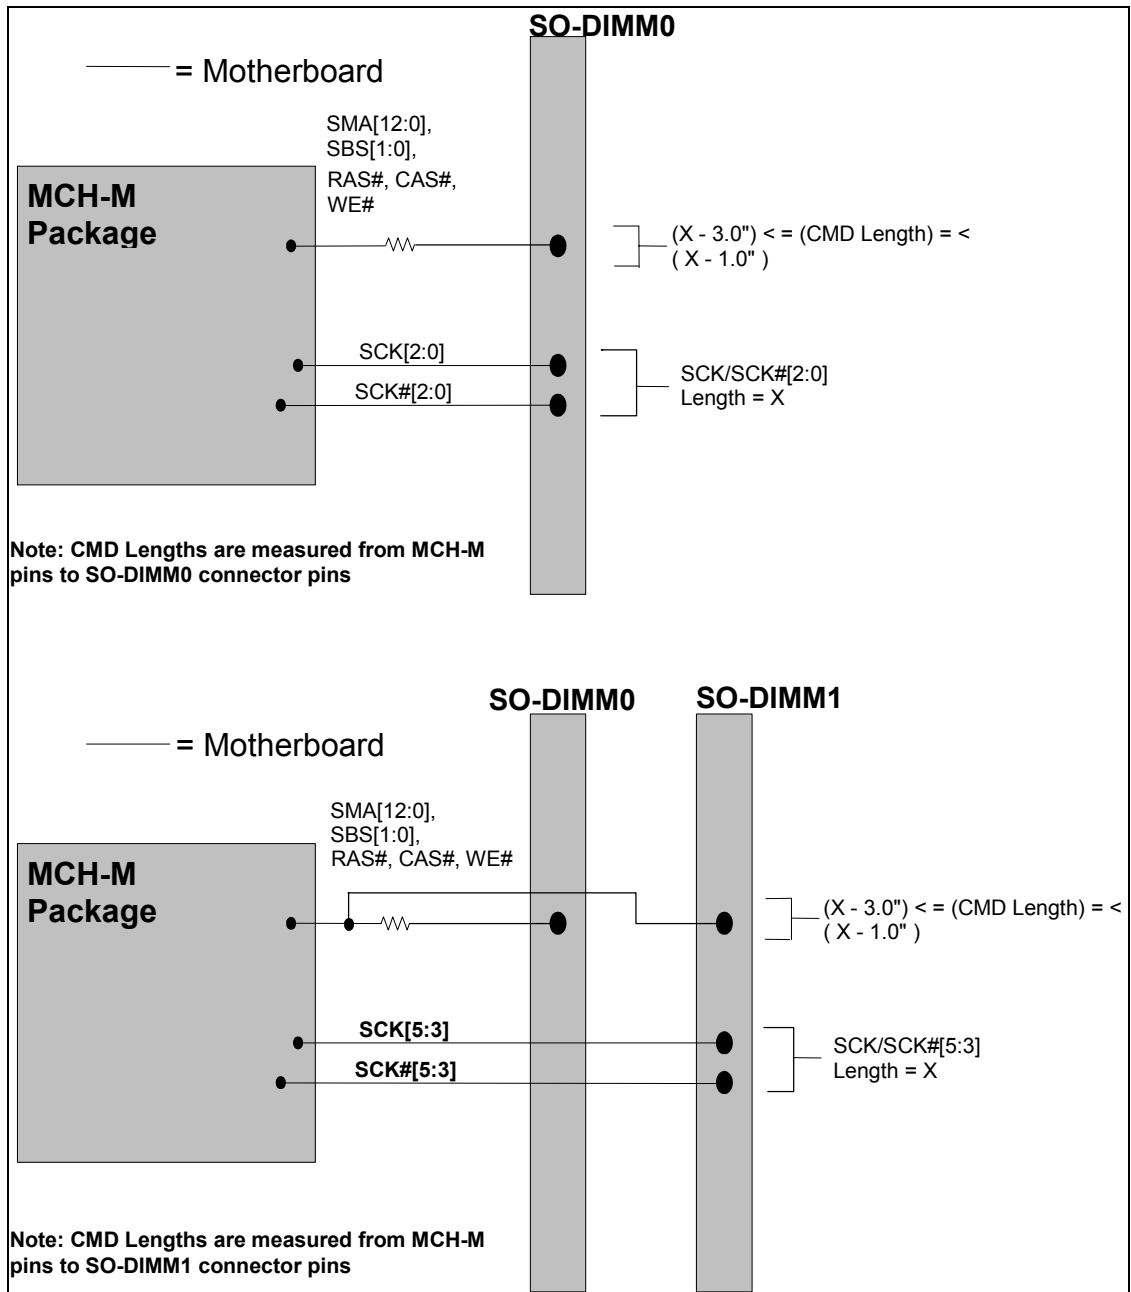 SO-DIMM0
= Motherboard
SMA[12:0],
SBS[1:0],
RAS#, CAS#,
WE#
MCH-M
Package
(X - 3.0") < = (CMD Length) = <
( X - 1.0" )
SCK[2:0]
SCK#[2:0]
SCK/SCK#[2:0]
Length = X
Note: CMD Lengths are measured from MCH-M
pins to SO-DIMM0 connector pins
SO-DIMM0
SO-DIMM1
= Motherboard
SMA[12:0],
SBS[1:0],
RAS#, CAS#, WE#
MCH-M
Package
(X - 3.0") < = (CMD Length) = <
( X - 1.0" )
SCK[5:3]
SCK#[5:3]
SCK/SCK#[5:3]
Length = X
Note: CMD Lengths are measured from MCH-M
pins to SO-DIMM1 connector pins